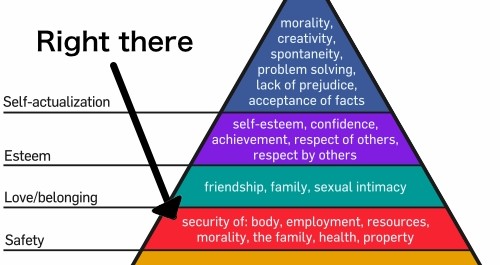 Right there
morality,
creativity,
spontaneity,
problem solving,
lack of prejudice,
acceptance of facts
Self-actualization
self-esteem, confidence,
achievement, respect of others,
respect by others
Esteem
friendship, family, sexual intimacy
Love/belonging
security of: body, employment, resources,
morality, the family, health, property
Safety